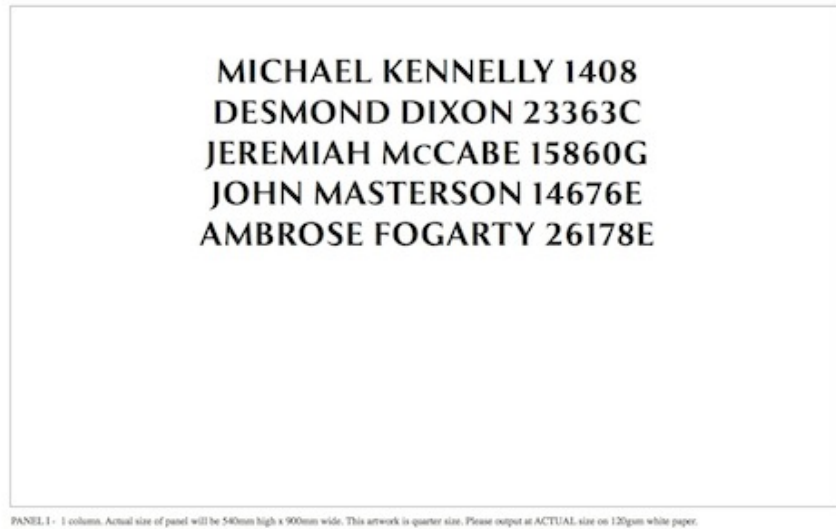 MICHAEL KENNELLY 1408
DESMOND DIXON 23363C
JEREMIAH McCABE 15860G
JOHN MASTERSON 14676E
AMBROSE FOGARTY 26178E
PANEL 1 - 1 column. Actual size of panel will be 540mm high x 900mm wide. This artwork is quarter size. Please output at ACTUAL size on 120gsm white paper.